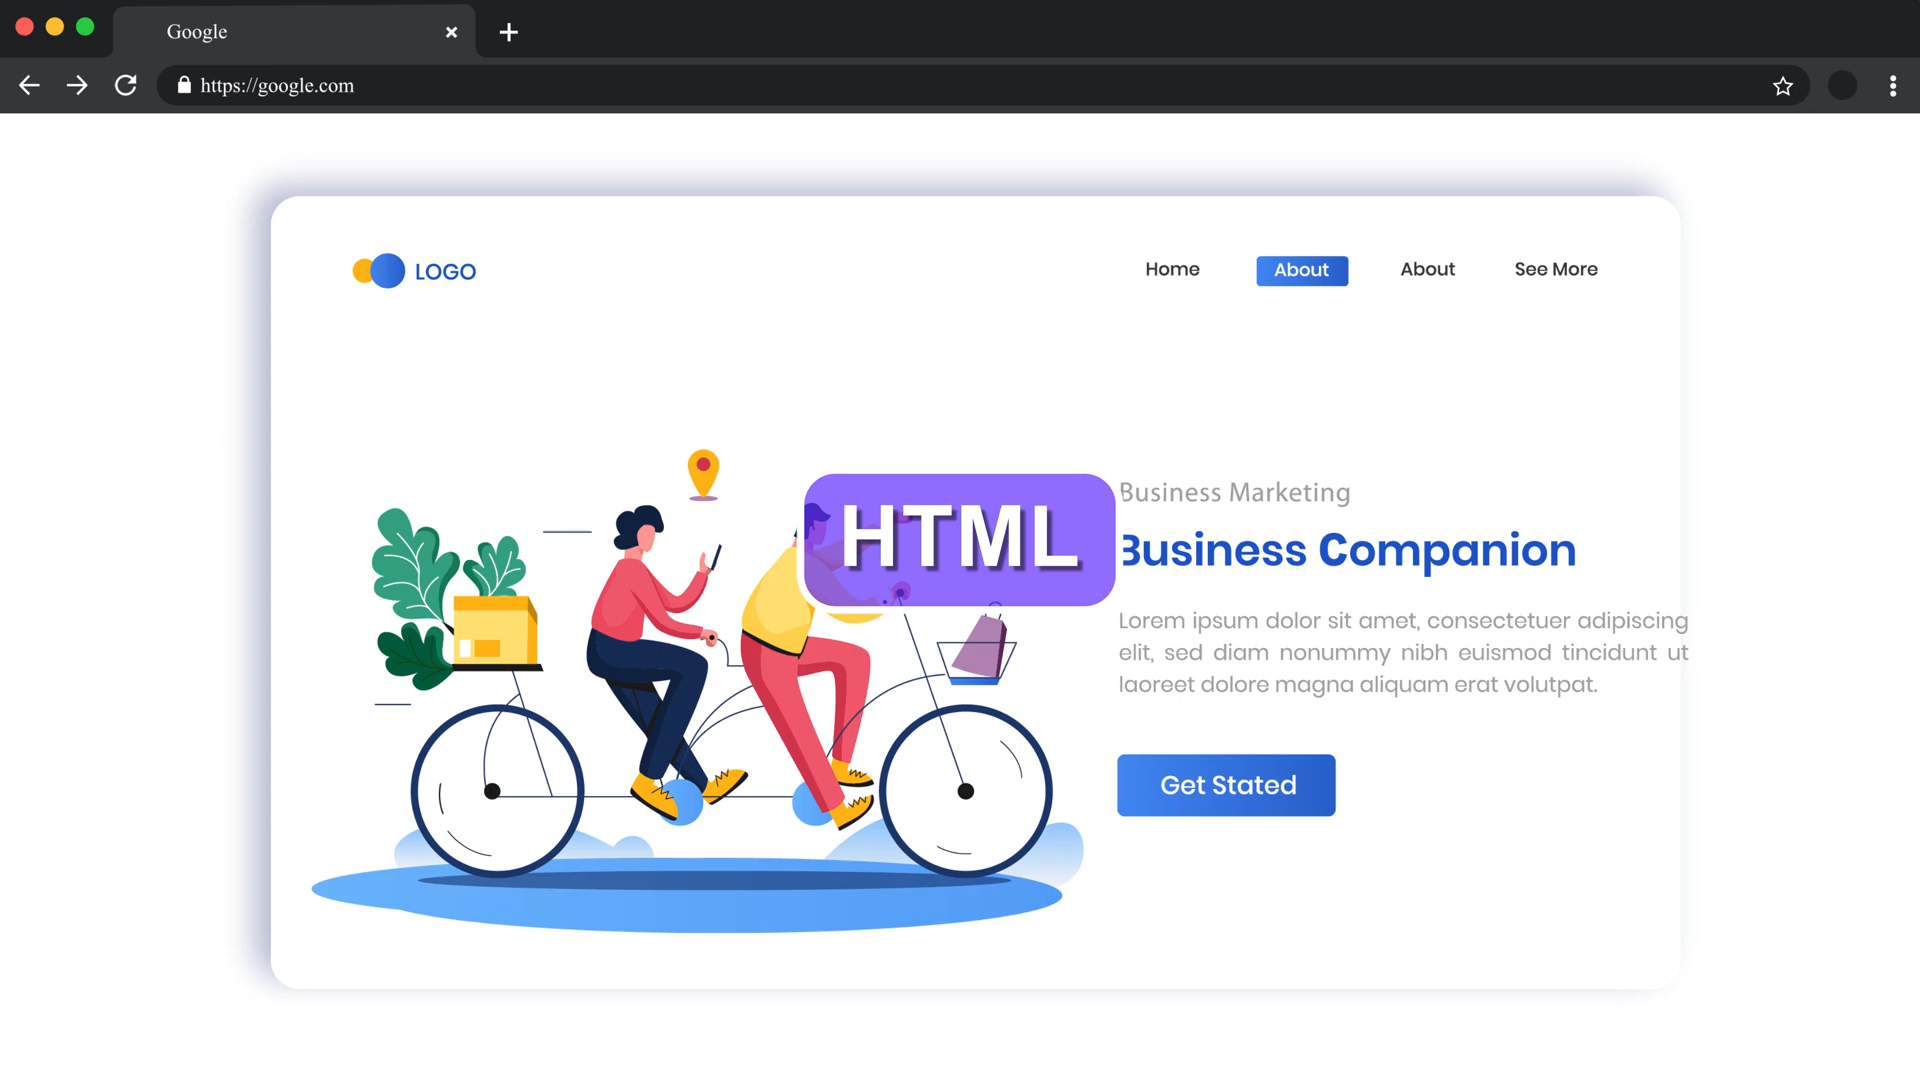 Google
https://google.com
LOGO
Home
About
About
See More
HTML
Business Marketing
Business Companion
Lorem ipsum dolor sit amet, consectetuer adipiscing
elit, sed diam nonummy nibh euismod tincidunt ut
laoreet dolore magna aliquam erat volutpat.
Get Stated